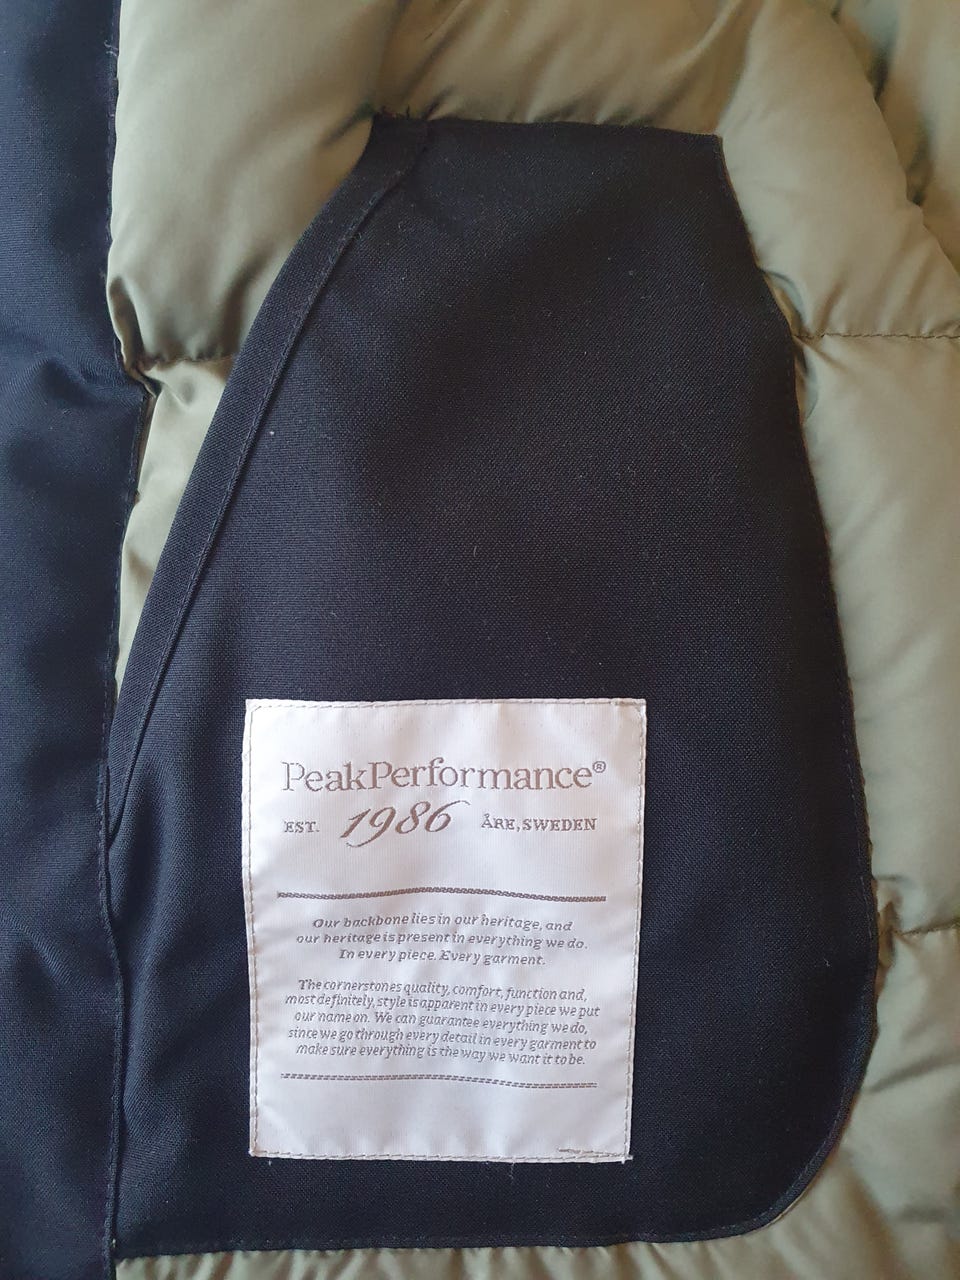 PeakPerformance®
EST. 1986 ÅRE, SWEDEN
Our backbone lies in our heritage, and
our heritage is present in everything we do.
In every piece. Every garment.
The cornerstones quality, comfort, function and,
most definitely, style is apparent in every piece we put
our name on. We can guarantee everything we do,
since we go through every detail in every garment to
make sure everything is the way we want it to be.